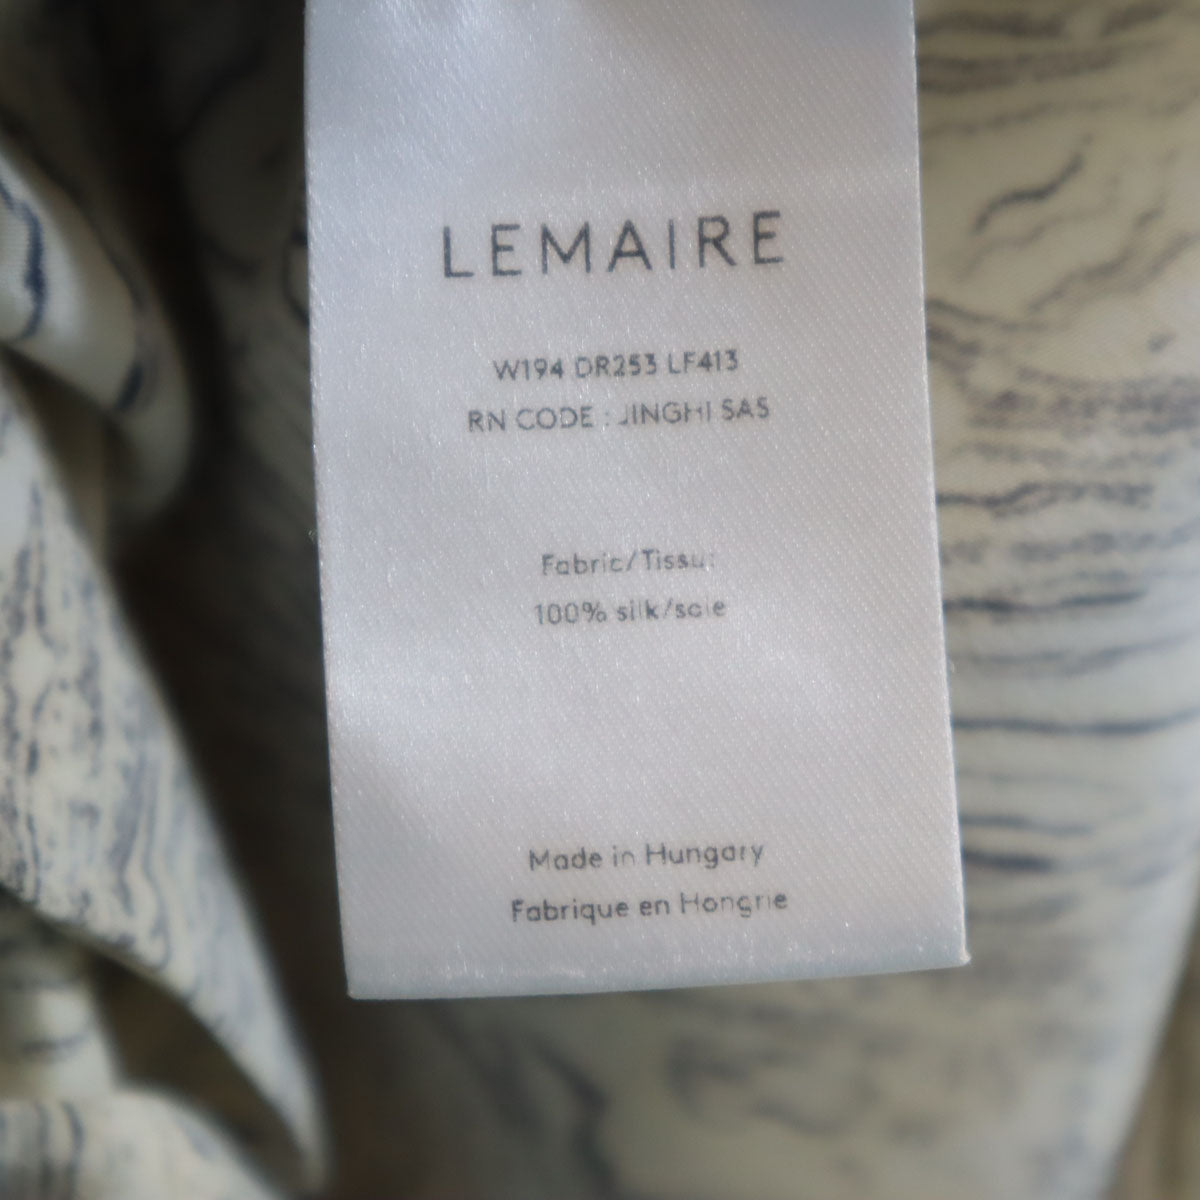 LEMAIRE
W194 DR253 LF413
RN CODE : JINGHI SAS
Fabric/Tissu:
100% silk/soie
Made in Hungary
Fabrique en Hongrie